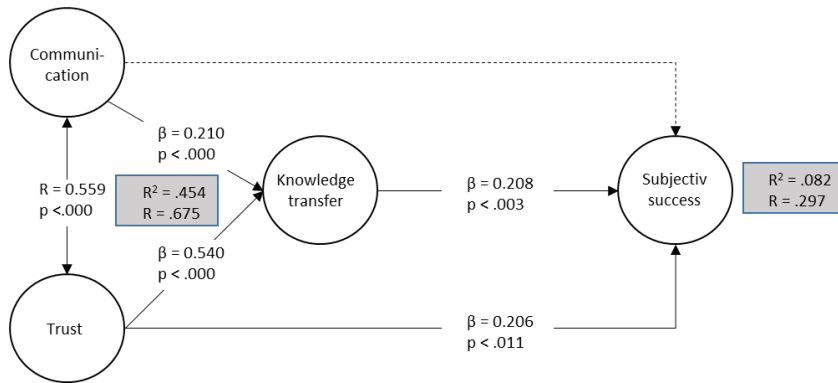 Communi-
cation
β = 0.210
p < .000
R = 0.559
p <.000
R² = .454
R = .675
Knowledge
transfer
β = 0.208
p < .003
Subjectiv
success
R² = .082
R = .297
β = 0.540
p < .000
Trust
β = 0.206
p < .011